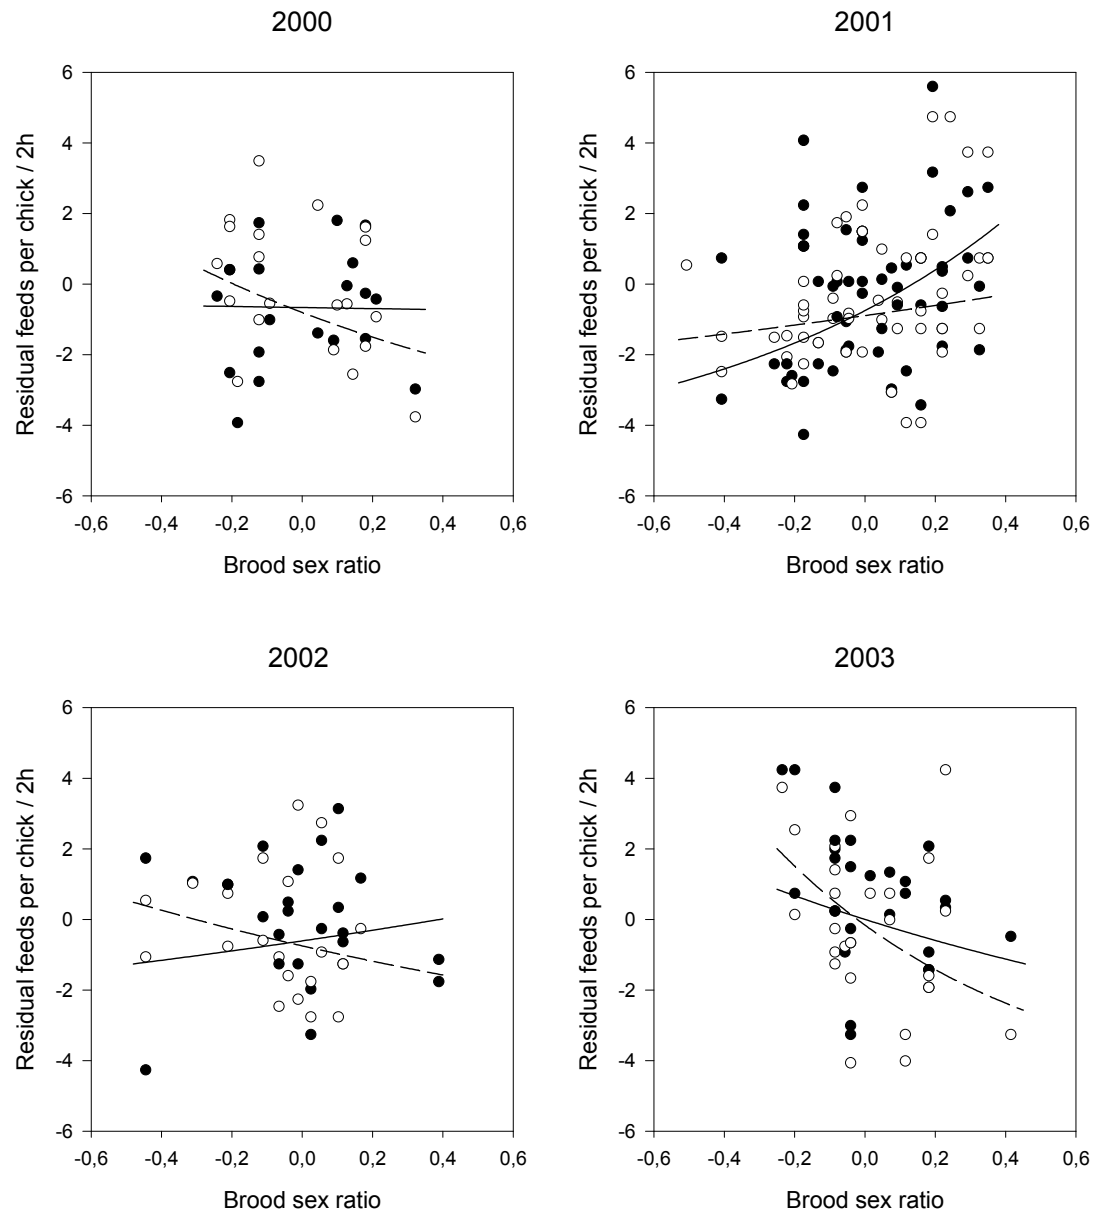 2000
Residual feeds per chick / 2h
6
4
2
0
-2
-4
-6
-0,6 -0,4 -0,2 0,0 0,2 0,4 0,6
Brood sex ratio
2001
Residual feeds per chick / 2h
6
4
2
0
-2
-4
-6
-0,6 -0,4 -0,2 0,0 0,2 0,4 0,6
Brood sex ratio
2002
Residual feeds per chick / 2h
6
4
2
0
-2
-4
-6
-0,6 -0,4 -0,2 0,0 0,2 0,4 0,6
Brood sex ratio
2003
Residual feeds per chick / 2h
6
4
2
0
-2
-4
-6
-0,6 -0,4 -0,2 0,0 0,2 0,4 0,6
Brood sex ratio